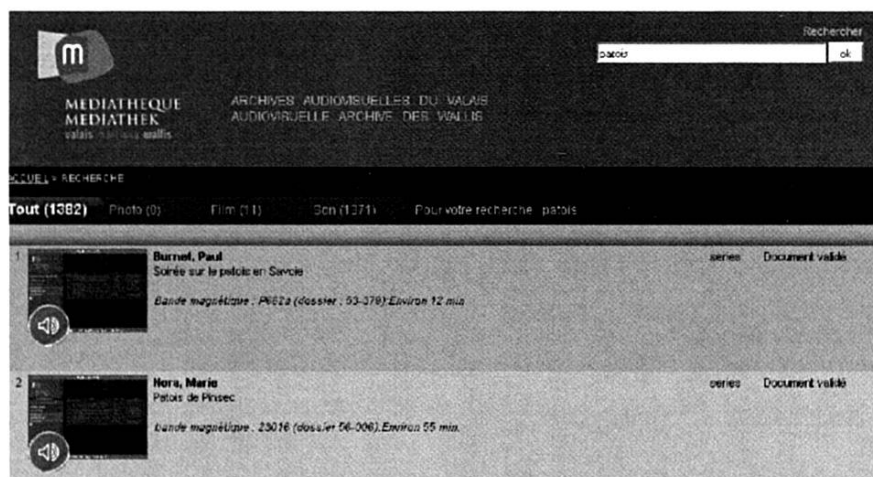 Rechercher
patois ok
m
MEDIATHEQUE
MEDIATHEK
valais wallis
ARCHIVES AUDIOVISUELLES DU VALAIS
AUDIOVISUELLE ARCHIVE DES WALLIS
ACCUEIL» RECHERCHE
Tout (1382) Photo (0) Film (11) Son (1371) Pour votre recherche : patois
1 Burnet, Paul series Document validé
Soirée sur le patois en Savoie
Bande magnétique : P662a (dossier : 53-379).Environ 12 min
2 Nora, Marie series Document validé
Patois de Pinsec
bande magnétique : 23016 (dossier 56-006).Environ 55 min.